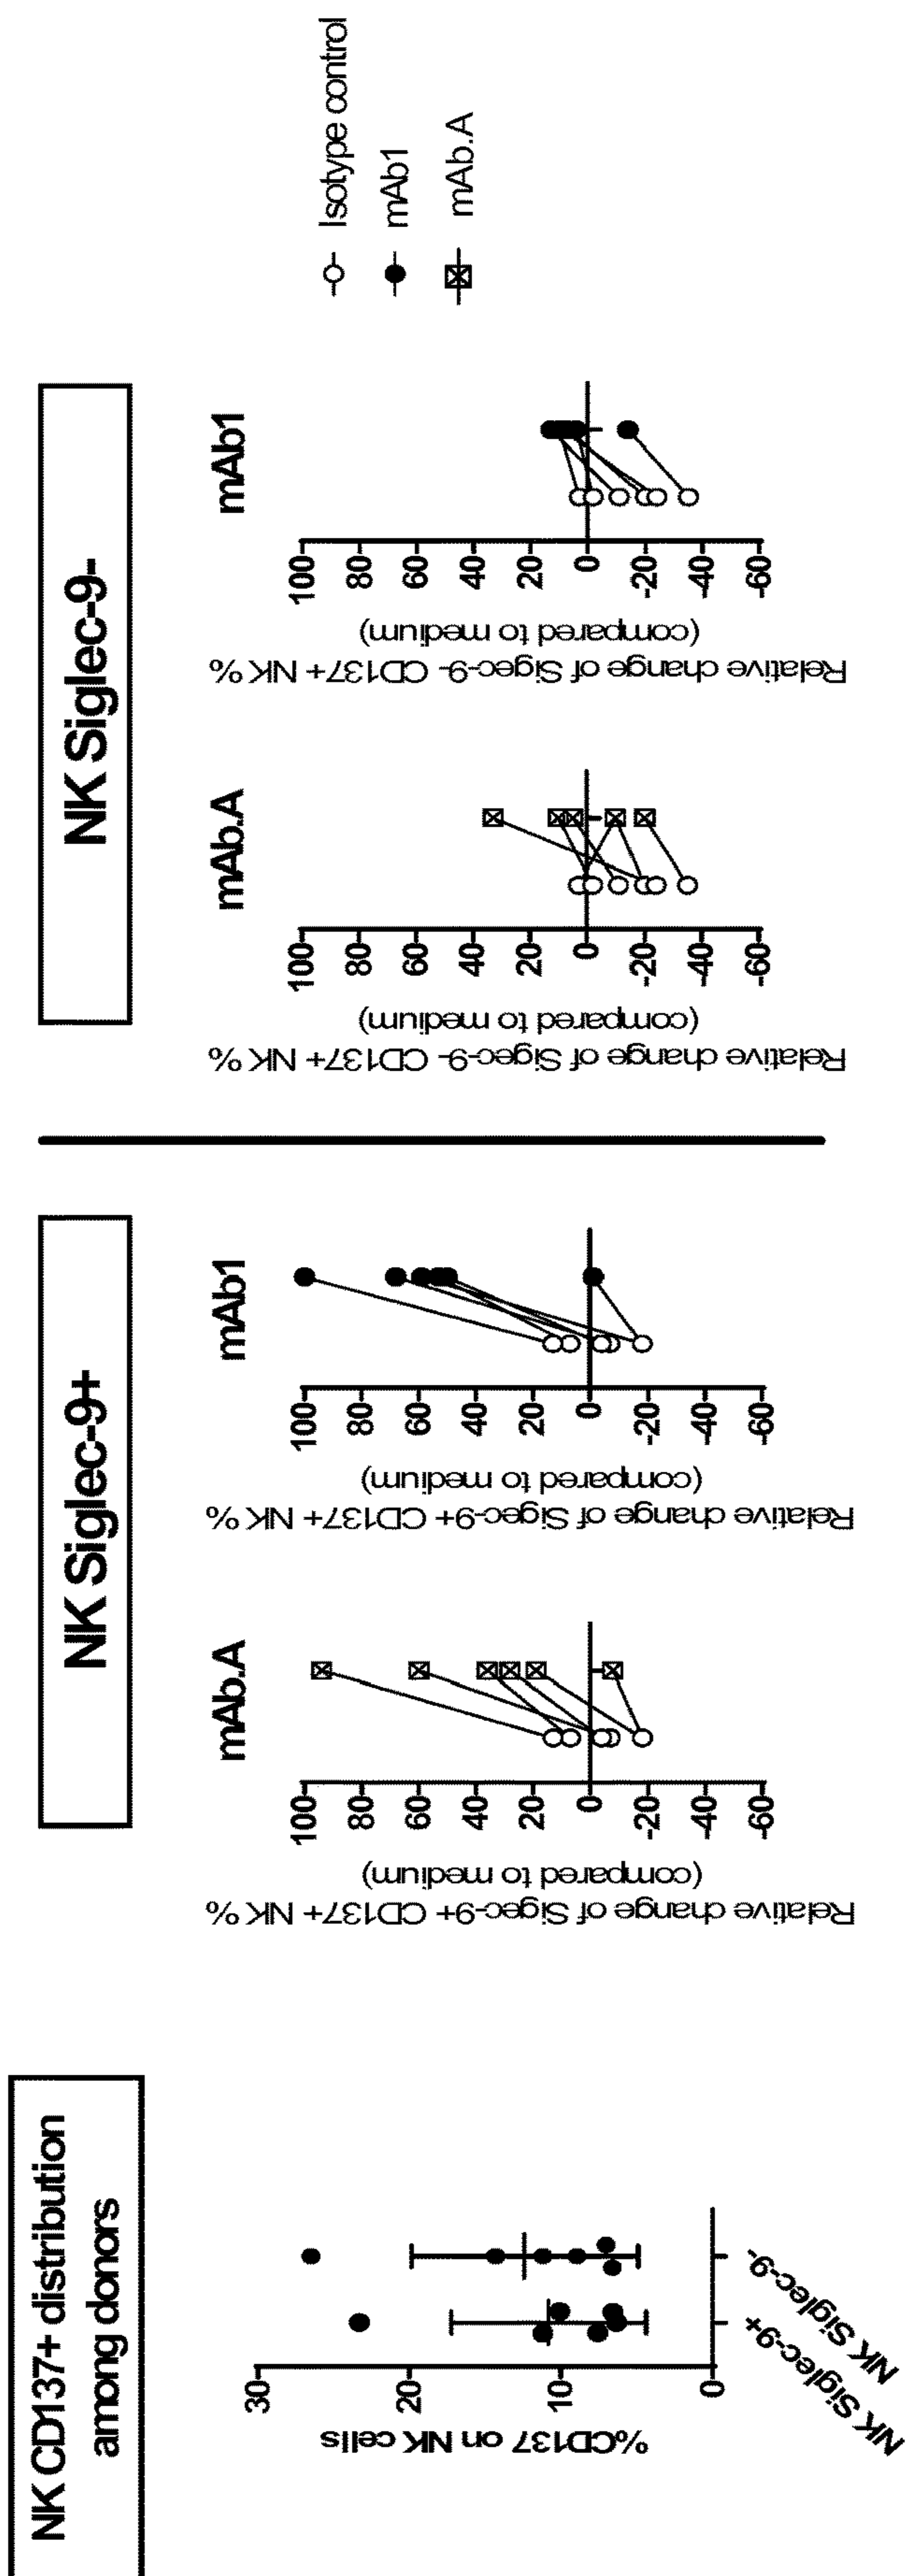 NK CD137+ distribution
among donors
%CD137 on NK cells
30
20
10
0
NK Siglec-9+
NK Siglec-9-
NK Siglec-9+
mAb.A
Relative change of Sigec-9+ CD137+ NK %
(compared to medium)
100
80
60
40
20
0
-20
-40
-60
mAb1
Relative change of Sigec-9+ CD137+ NK %
(compared to medium)
100
80
60
40
20
0
-20
-40
-60
NK Siglec-9-
mAb.A
Relative change of Sigec-9- CD137+ NK %
(compared to medium)
100
80
60
40
20
0
-20
-40
-60
mAb1
Relative change of Sigec-9- CD137+ NK %
(compared to medium)
100
80
60
40
20
0
-20
-40
-60
Isotype control
mAb1
mAb.A